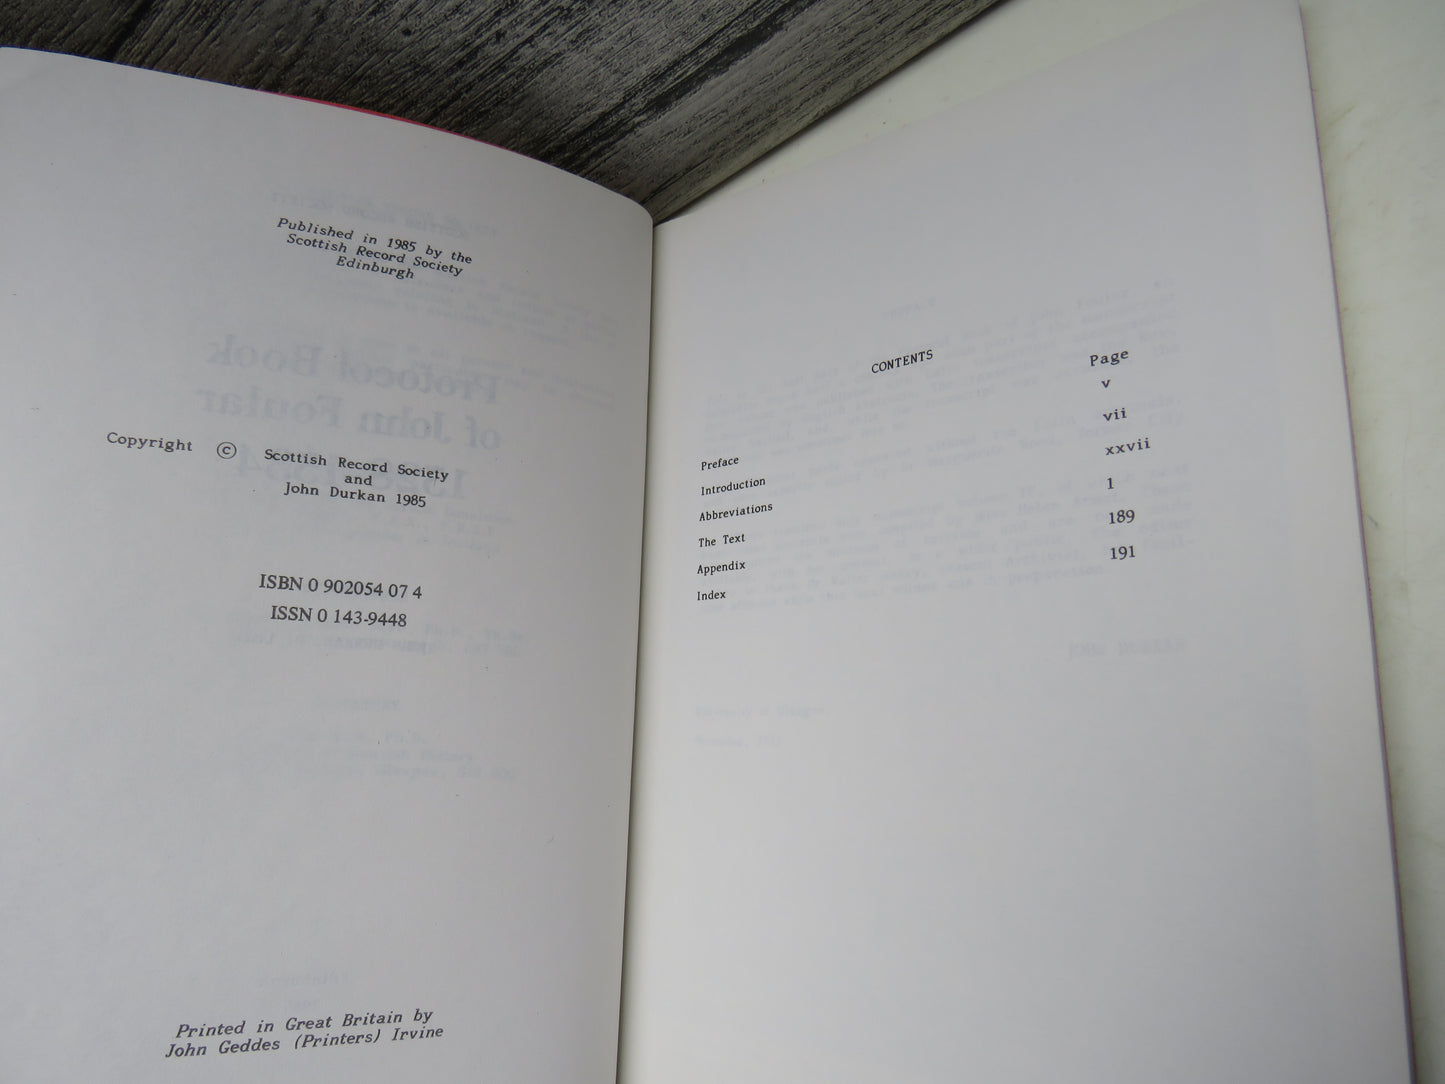 Published in 1985 by the
Scottish Record Society
Edinburgh
Copyright © Scottish Record Society
and
John Durkan 1985
ISBN 0 902054 07 4
ISSN 0 143-9448
Printed in Great Britain by
John Geddes (Printers) Irvine
CONTENTS
Page
Preface v
Introduction vii
Abbreviations xxvii
The Text 1
Appendix 189
Index 191